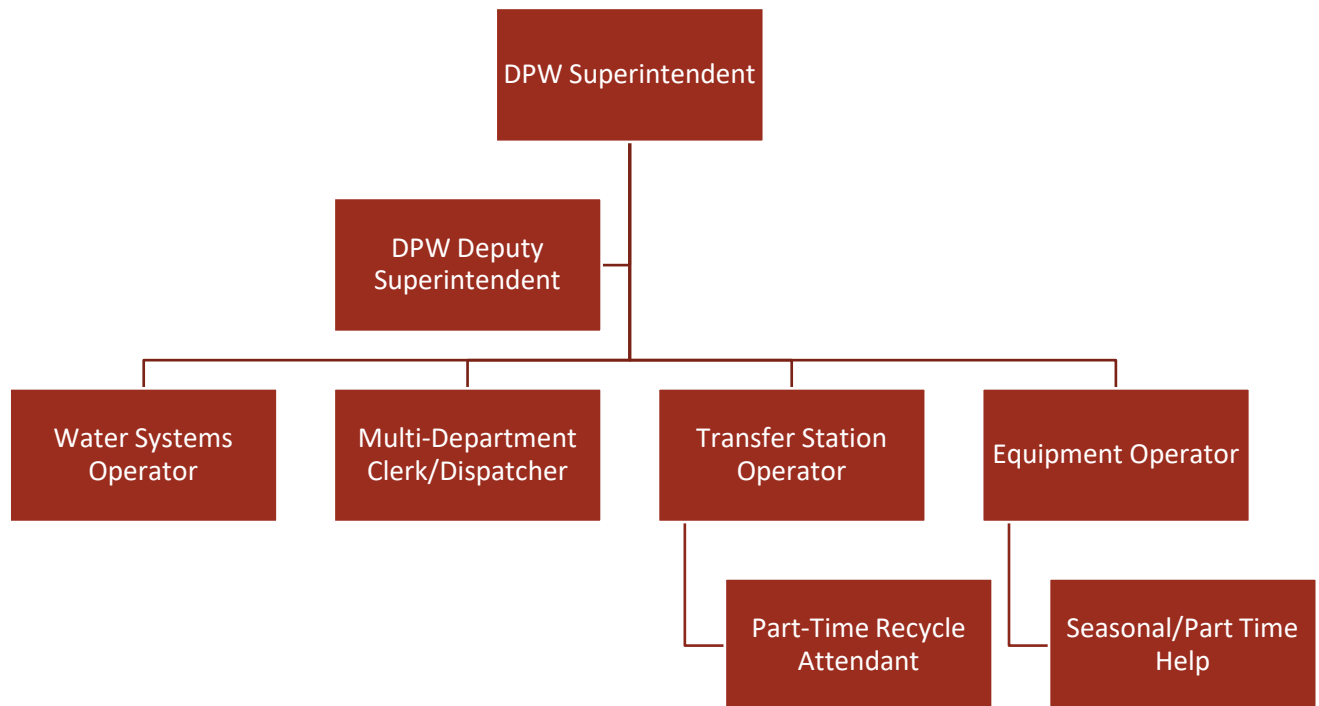 DPW Superintendent
DPW Deputy
Superintendent
Water Systems
Operator
Multi-Department
Clerk/Dispatcher
Transfer Station
Operator
Equipment Operator
Part-Time Recycle
Attendant
Seasonal/Part Time
Help